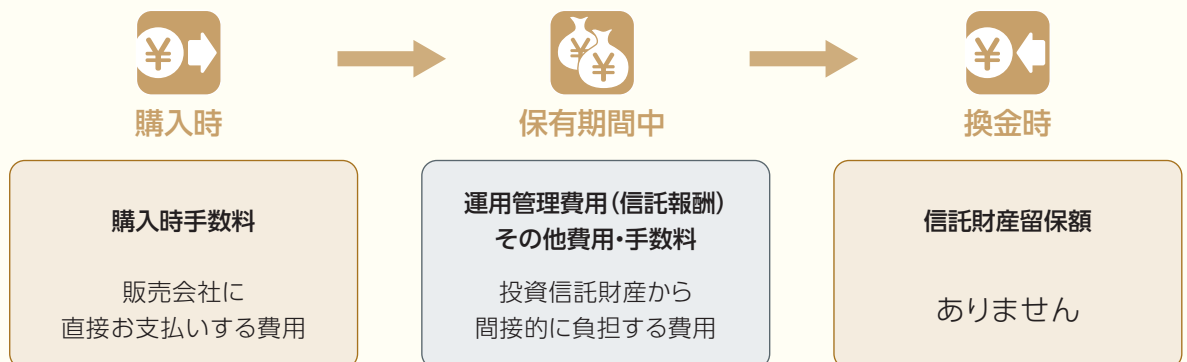 ¥
¥
¥
¥
購入時
保有期間中
換金時
購入時手数料
販売会社に
直接お支払いする費用
運用管理費用(信託報酬)
その他費用・手数料
投資信託財産から
間接的に負担する費用
信託財産留保額
ありません